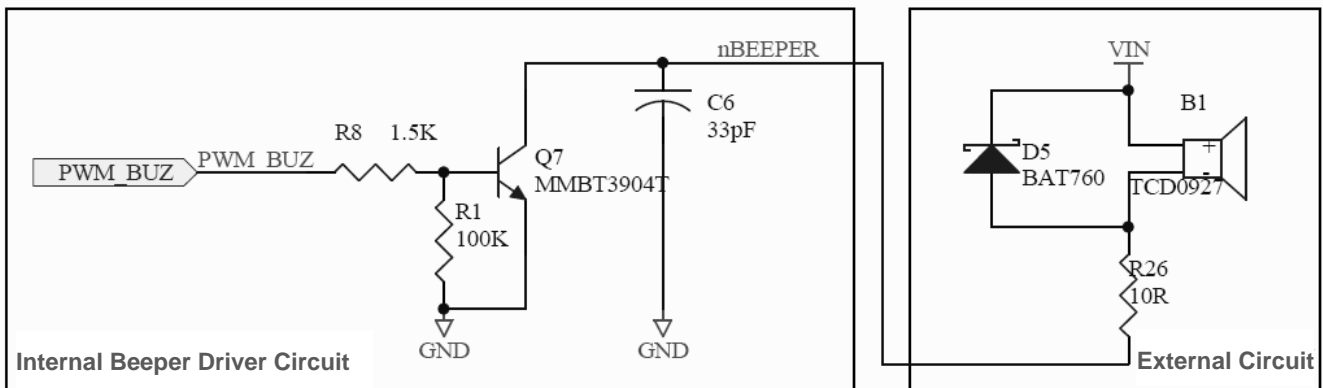 nBEEPER
VIN
C6
33pF
B1
R8 1.5K
PWM_BUZ
PWM_BUZ
Q7
MMBT3904T
D5
BAT760
+
-
TCD0927
R1
100K
R26
10R
GND
GND
Internal Beeper Driver Circuit
External Circuit